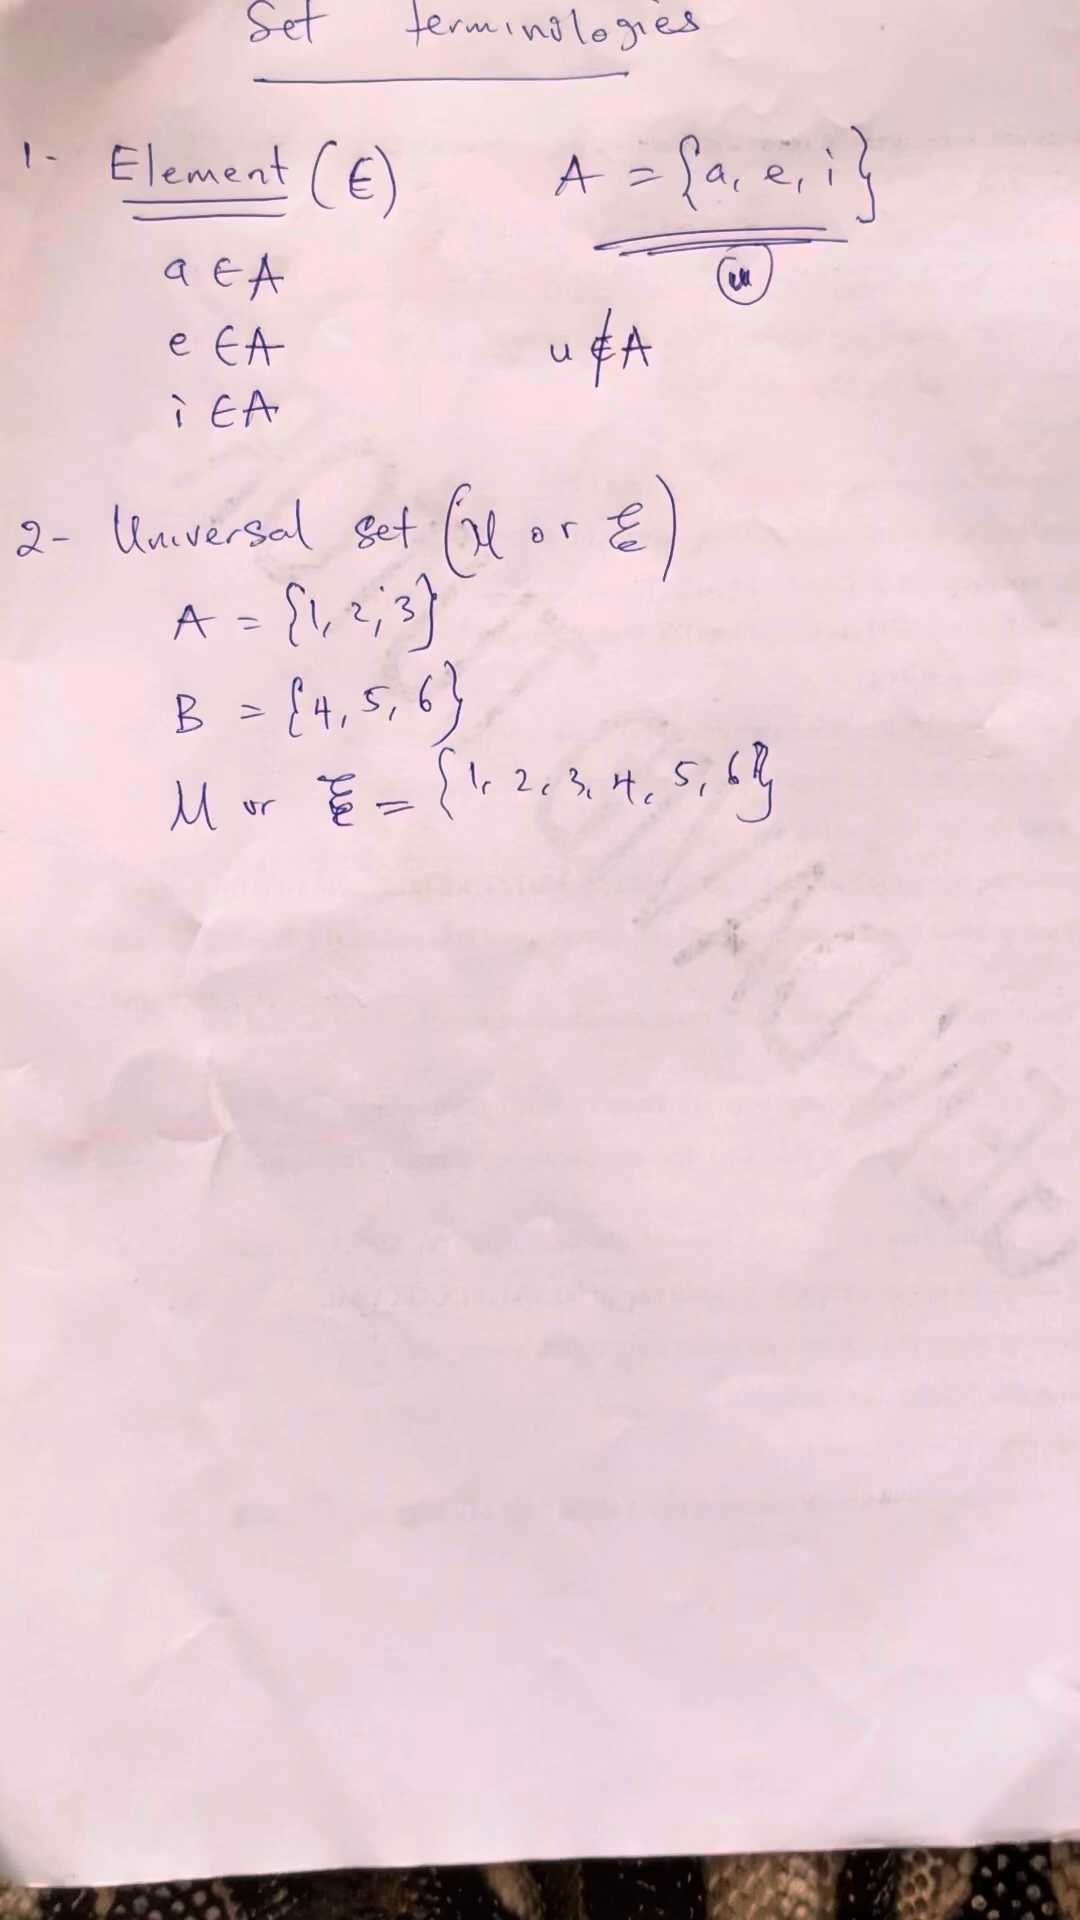 Set terminologies
1- Element (∈) A = {a, e, i}
a ∈ A u
e ∈ A u ∉ A
i ∈ A
2- Universal set (μ or ξ)
A = {1, 2, 3}
B = {4, 5, 6}
μ or ξ = {1, 2, 3, 4, 5, 6}